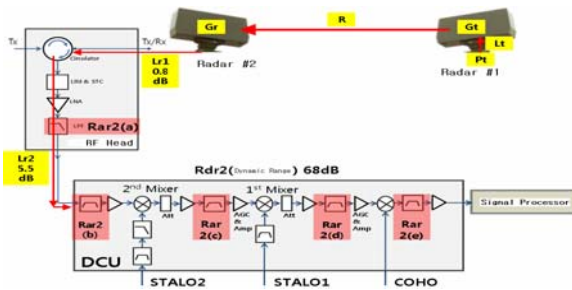 Gr
R
Gt
Lt
Pt
Radar #2
Radar #1
Tx
Tx/Rx
Circulator
Lr1
0.8
dB
LIM & STC
LNA
LPF
Rar2(a)
RF Head
Lr2
5.5
dB
Rdr2(Dynamic Range) 68dB
2nd Mixer
1st Mixer
Rar2
(b)
Att
Rar
2(c)
AGC
&
Amp
Att
Rar
2(d)
AGC
&
Amp
Rar
2(e)
Signal Processor
DCU
STALO2
STALO1
COHO